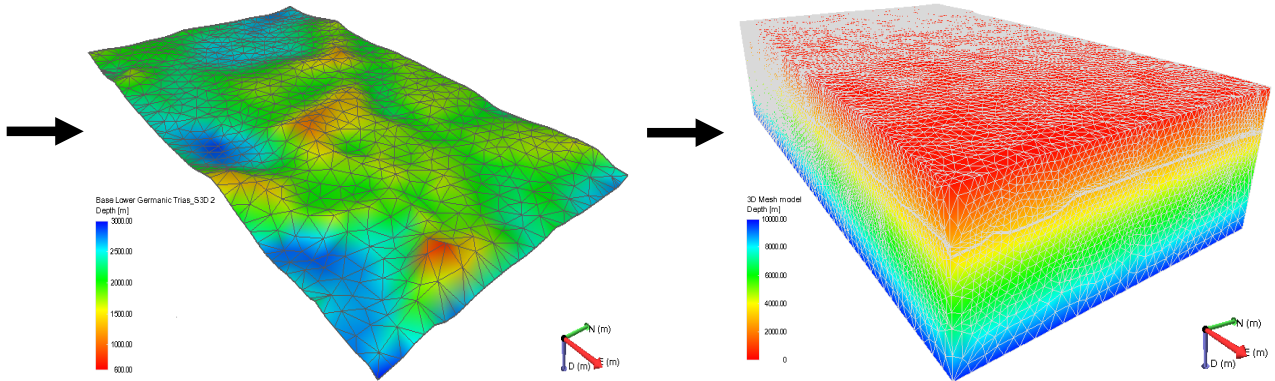 Base Lower Germanic Trias_S3D 2
Depth [m]
3000.00
2500.00
2000.00
1500.00
1000.00
600.00
N (m)
E (m)
D (m)
3D Mesh model
Depth [m]
10000.00
8000.00
6000.00
4000.00
2000.00
0
N (m)
E (m)
D (m)